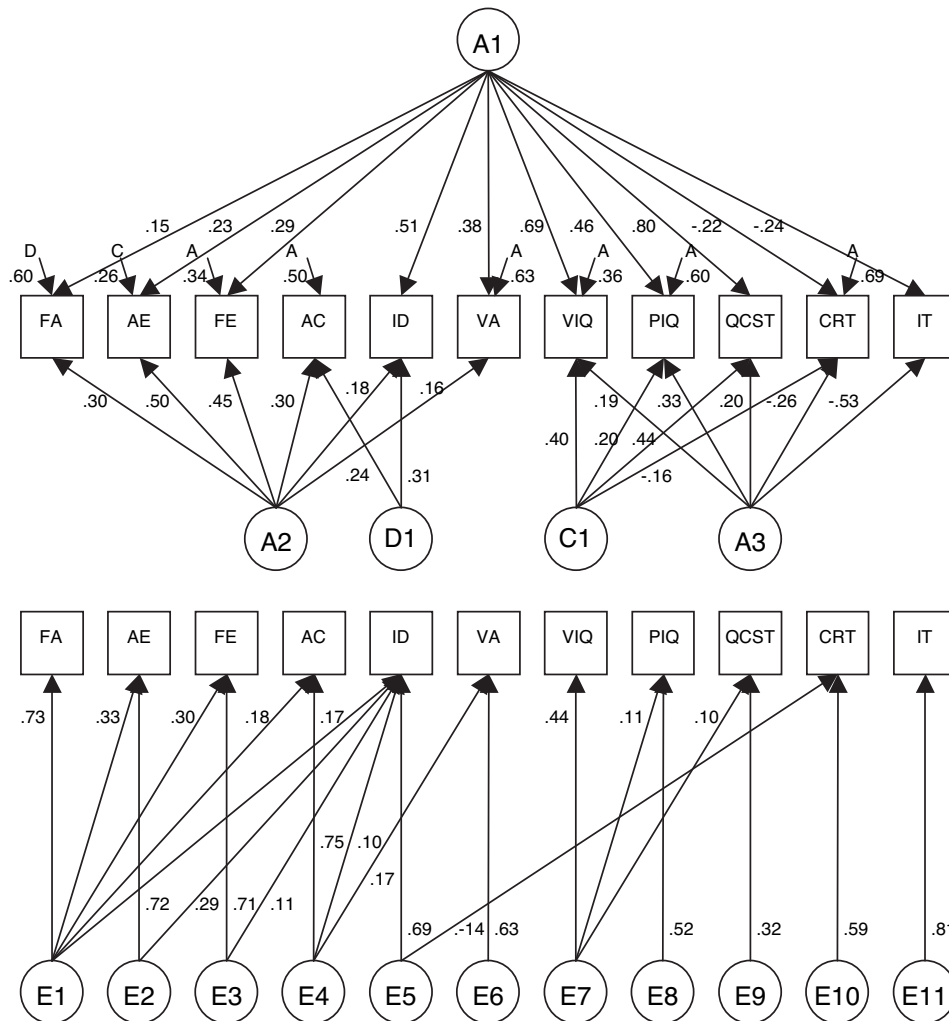 A1
.15 .23 .29 .51 .38 .69 .46 .80 -.22 -.24
D C A A A A A A
.60 .26 .34 .50 .63 .36 .60 .69
FA AE FE AC ID VA VIQ PIQ QCST CRT IT
.30 .50 .45 .30 .18 .16 .19 .33 .20 -.26 -.53
.40 .20 .44
.24 .31 -.16
A2 D1 C1 A3
FA AE FE AC ID VA VIQ PIQ QCST CRT IT
.73 .33 .30 .18 .17 .44 .11 .10
.75 .10
.17
.72 .29 .71 .11
.69 .-14 .63 .52 .32 .59 .81
E1 E2 E3 E4 E5 E6 E7 E8 E9 E10 E11